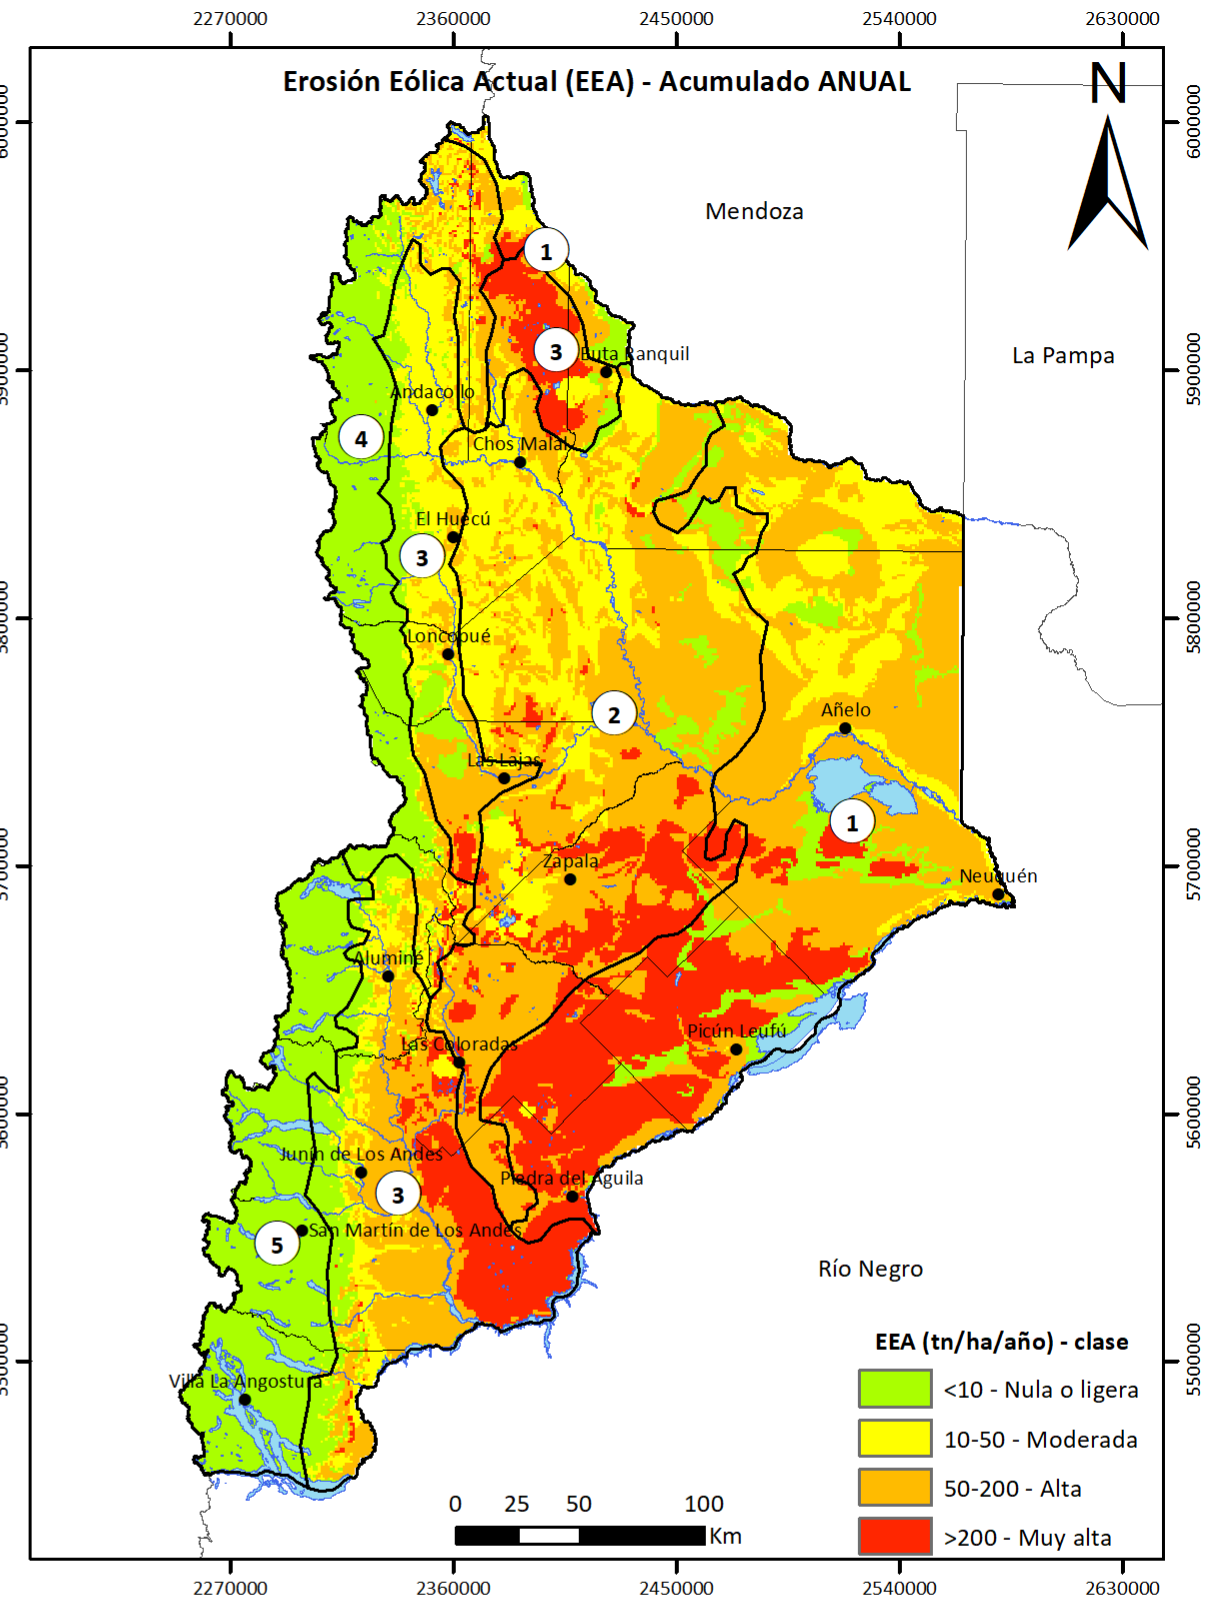 2270000 2360000 2450000 2540000 2630000
Erosión Eólica Actual (EEA) - Acumulado ANUAL
N
6000000
6000000
Mendoza
1
3
Buta Ranquil
La Pampa
5900000
5900000
Andacollo
4
Chos Malal
El Huecú
3
5800000
5800000
Loncopué
2
Añelo
Las Lajas
1
Zapala
5700000
5700000
Neuquén
Aluminé
Picún Leufú
Las Coloradas
5600000
5600000
Junín de Los Andes
3
Piedra del Aguila
San Martín de Los Andes
5
Río Negro
EEA (tn/ha/año) - clase
5500000
5500000
Villa La Angostura
<10 - Nula o ligera
10-50 - Moderada
50-200 - Alta
>200 - Muy alta
0 25 50 100
Km
2270000 2360000 2450000 2540000 2630000